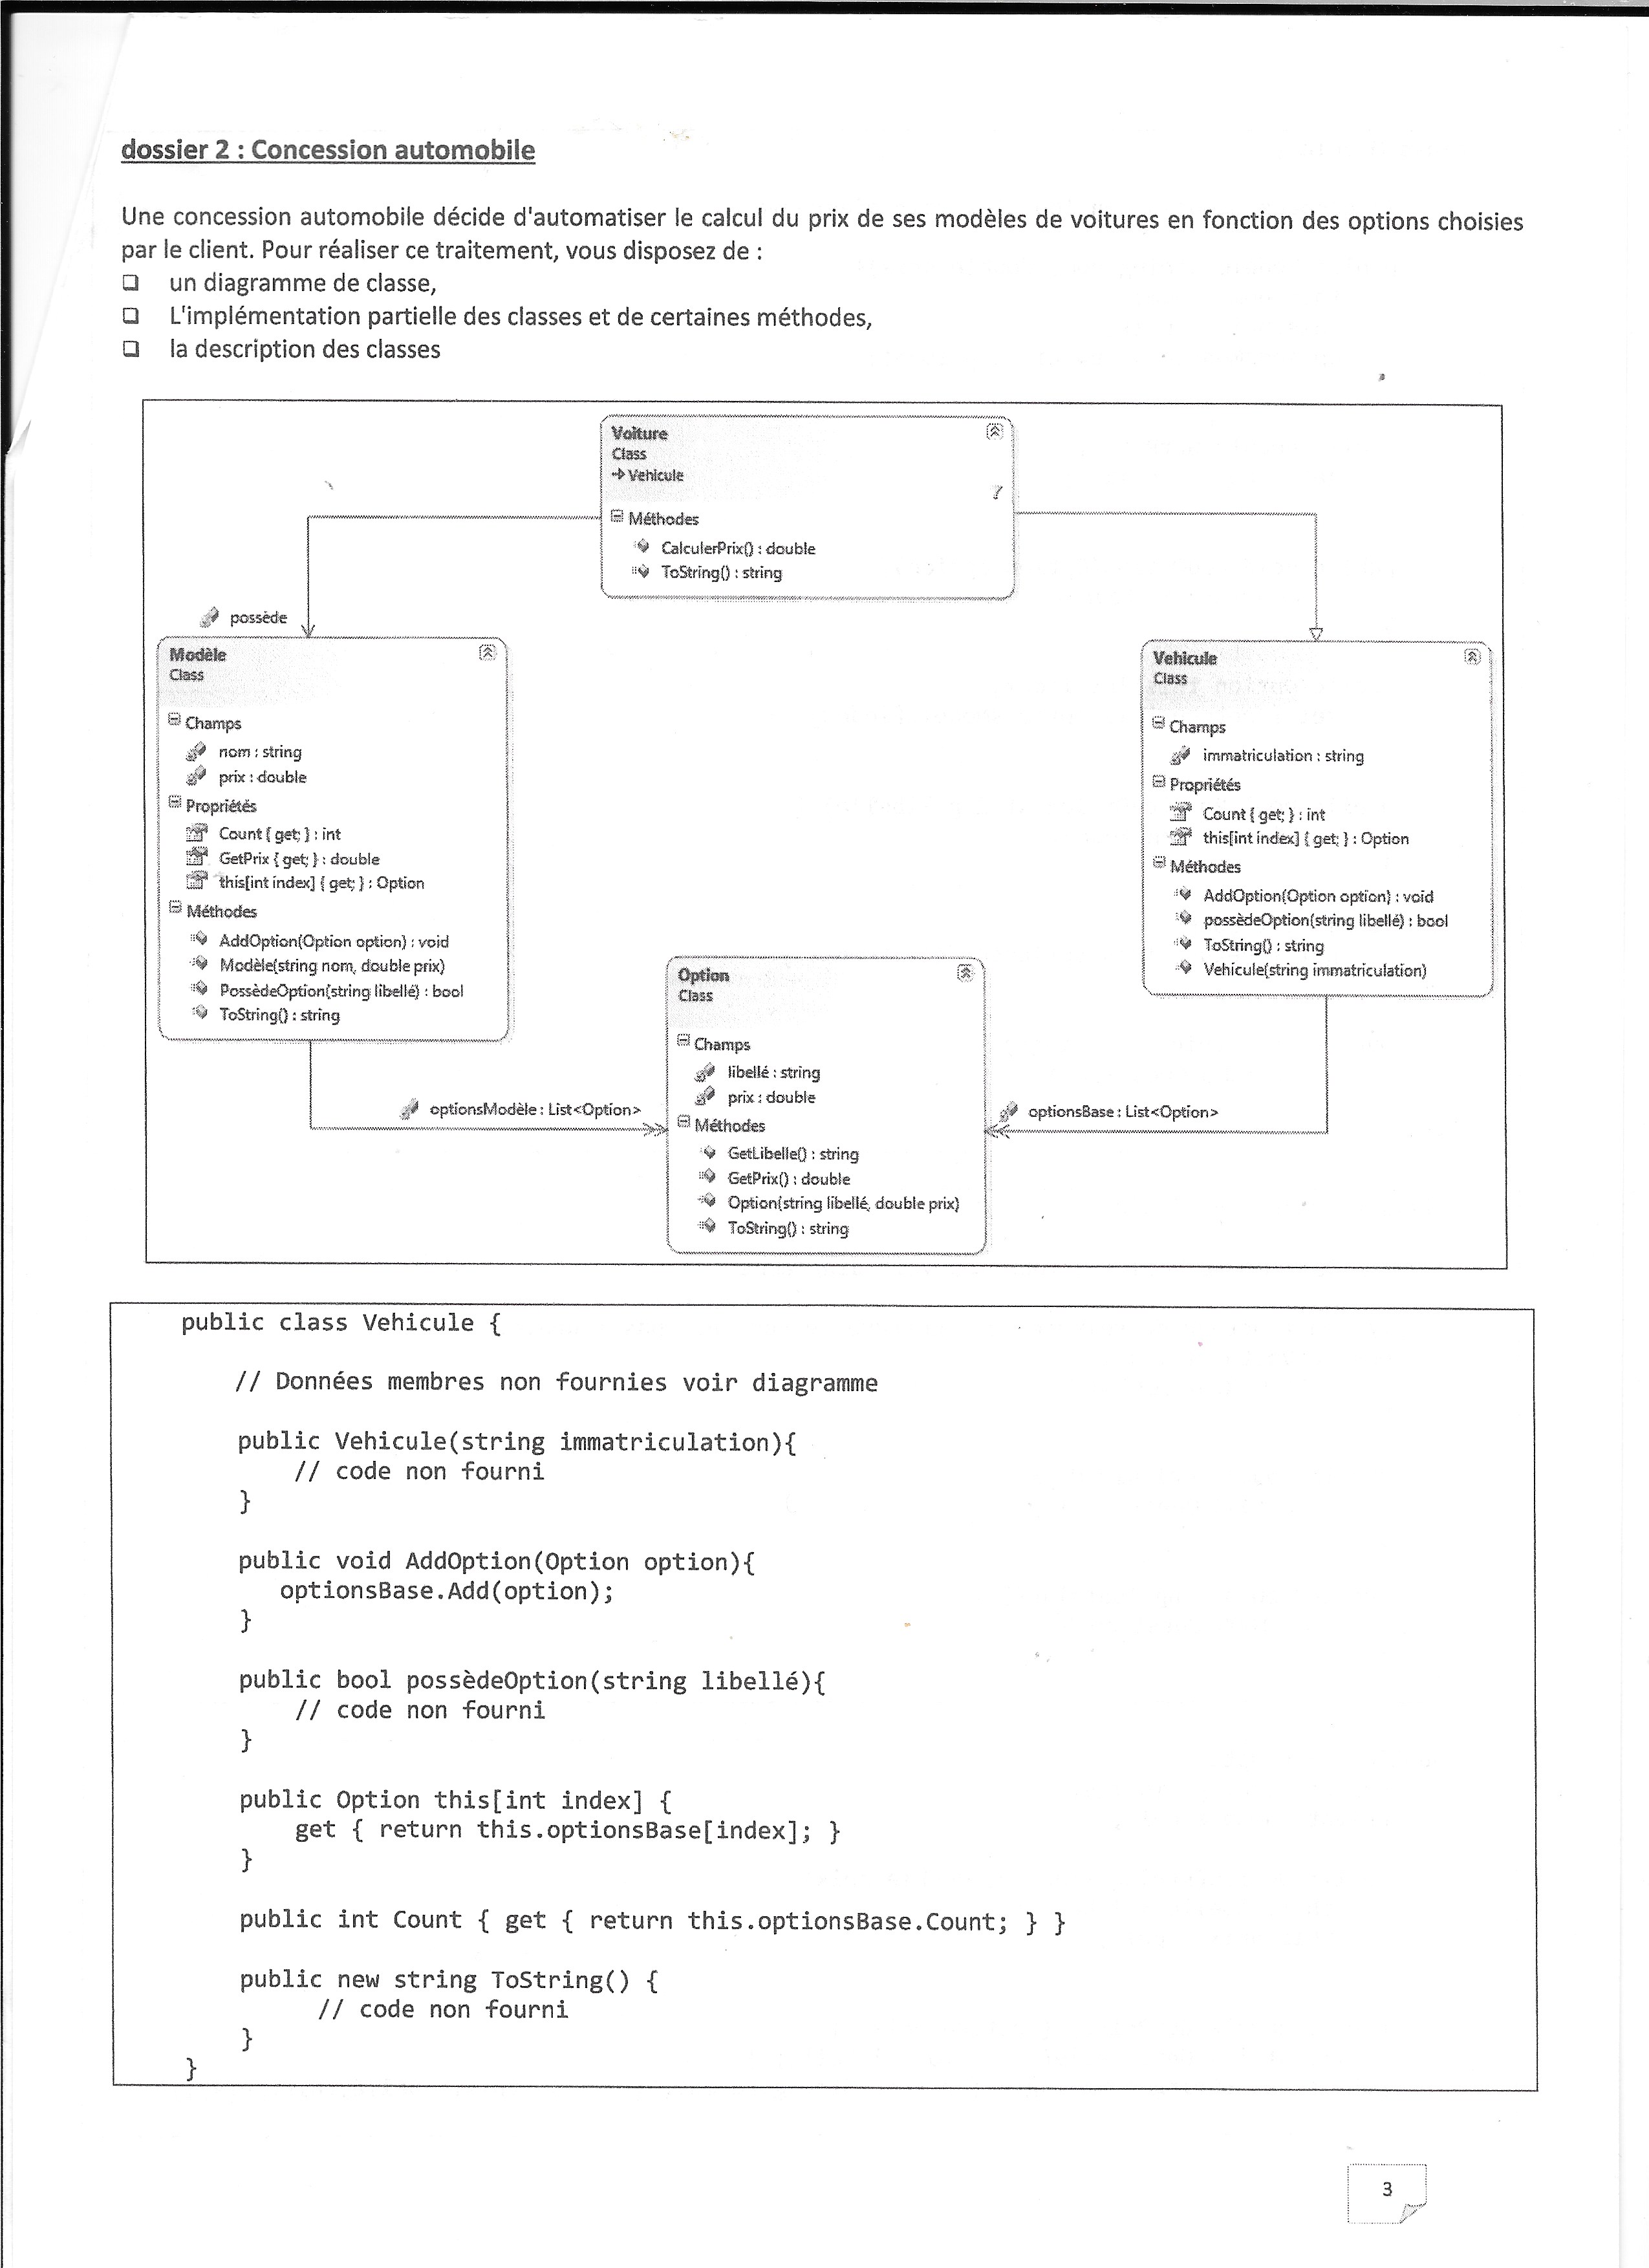 dossier 2 : Concession automobile
Une concession automobile décide d'automatiser le calcul du prix de ses modèles de voitures en fonction des options choisies
par le client. Pour réaliser ce traitement, vous disposez de :
un diagramme de classe,
L'implémentation partielle des classes et de certaines méthodes,
la description des classes
Voiture
Class
Vehicule
Méthodes
CalculerPrix() : double
ToString() : string
possède
Modèle
Class
Champs
nom : string
prix : double
Propriétés
Count { get; } : int
GetPrix { get; } : double
this[int index] { get; } : Option
Méthodes
AddOption(Option option) : void
Modèle(string nom, double prix)
PossèdeOption(string libellé) : bool
ToString() : string
optionsModèle : List<Option>
Vehicule
Class
Champs
immatriculation : string
Propriétés
Count { get; } : int
this[int index] { get; } : Option
Méthodes
AddOption(Option option) : void
possèdeOption(string libellé) : bool
ToString() : string
Vehicule(string immatriculation)
optionsBase : List<Option>
Option
Class
Champs
libellé : string
prix : double
Méthodes
GetLibelle() : string
GetPrix() : double
Option(string libellé, double prix)
ToString() : string
public class Vehicule {
// Données membres non fournies voir diagramme
public Vehicule(string immatriculation){
// code non fourni
}
public void AddOption(Option option){
optionsBase.Add(option);
}
public bool possèdeOption(string libellé){
// code non fourni
}
public Option this[int index] {
get { return this.optionsBase[index]; }
}
public int Count { get { return this.optionsBase.Count; } }
public new string ToString() {
// code non fourni
}
}
3